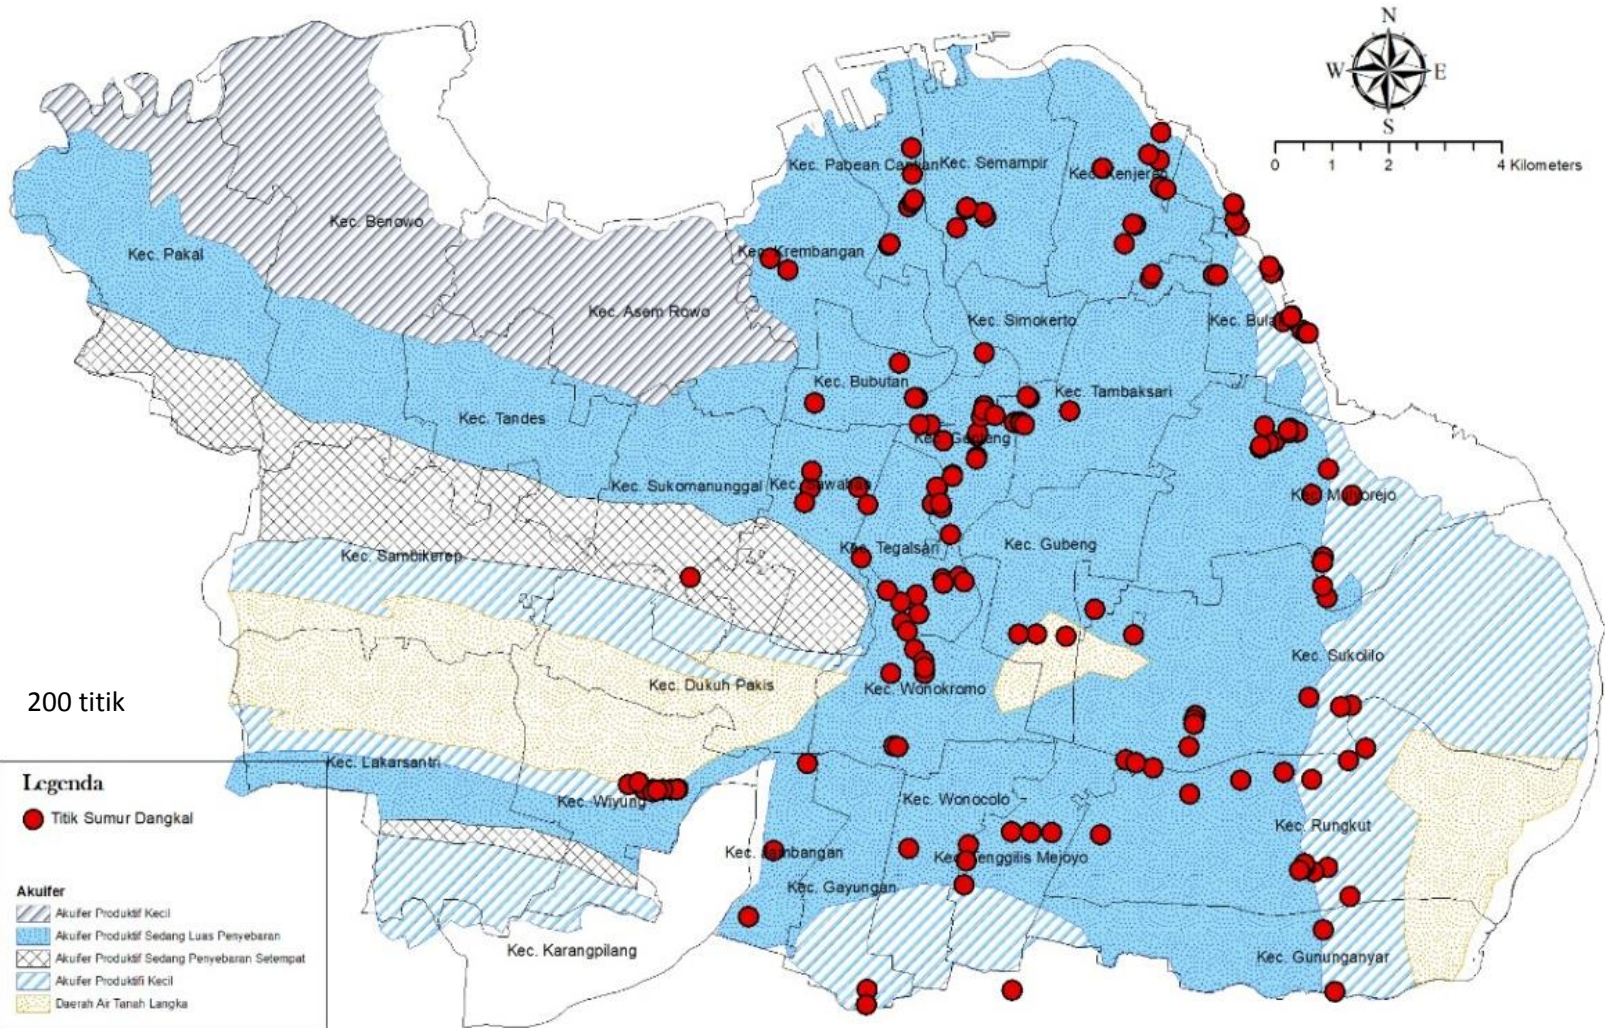 N
W E
S
0 1 2 4 Kilometers
Kec. Pabean Cantian
Kec. Semampir
Kec. Kenjeran
Kec. Benowo
Kec. Pakal
Kec. Krembangan
Kec. Asem Rowo
Kec. Simokerto
Kec. Bulak
Kec. Bubutan
Kec. Tambaksari
Kec. Tandes
Kec. Genteng
Kec. Sukomanunggal
Kec. Sawahan
Kec. Mulyorejo
Kec. Sambikerep
Kec. Tegalsari
Kec. Gubeng
Kec. Sukolilo
Kec. Dukuh Pakis
Kec. Wonokromo
200 titik
Kec. Lakarsantri
Kec. Wiyung
Kec. Wonocolo
Kec. Rungkut
Kec. Jambangan
Kec. Tenggilis Mejoyo
Kec. Gayungan
Kec. Karangpilang
Kec. Gununganyar
Legenda
Titik Sumur Dangkal
Akuifer
Akuifer Produktif Kecil
Akuifer Produktif Sedang Luas Penyebaran
Akuifer Produktif Sedang Penyebaran Setempat
Akuifer Produktifi Kecil
Daerah Air Tanah Langka